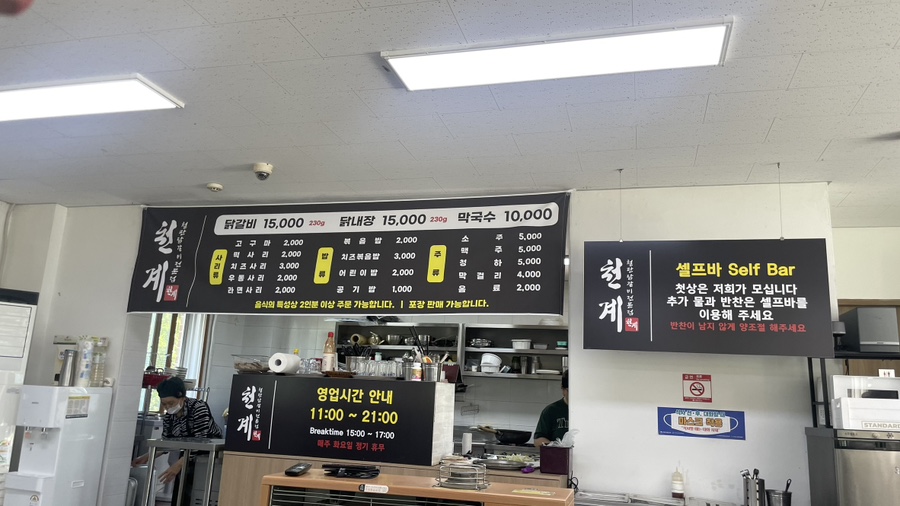 천계
닭갈비 15,000 230g 닭내장 15,000 230g 막국수 10,000
사리류
고구마 2,000
떡사리 2,000
치즈사리 3,000
우동사리 2,000
라면사리 2,000
밥류
볶음밥 2,000
치즈볶음밥 3,000
어린이밥 2,000
공기밥 1,000
주류
소주 5,000
맥주 5,000
청하 5,000
막걸리 4,000
음료 2,000
음식의 특성상 2인분 이상 주문 가능합니다. | 포장 판매 가능합니다.
천계
셀프바 Self Bar
첫상은 저희가 모십니다
추가 물과 반찬은 셀프바를
이용해 주세요
반찬이 남지 않게 양조절 해주세요
천계
영업시간 안내
11:00 ~ 21:00
Breaktime 15:00 ~ 17:00
매주 화요일 정기 휴무
마스크 착용
STANDARD